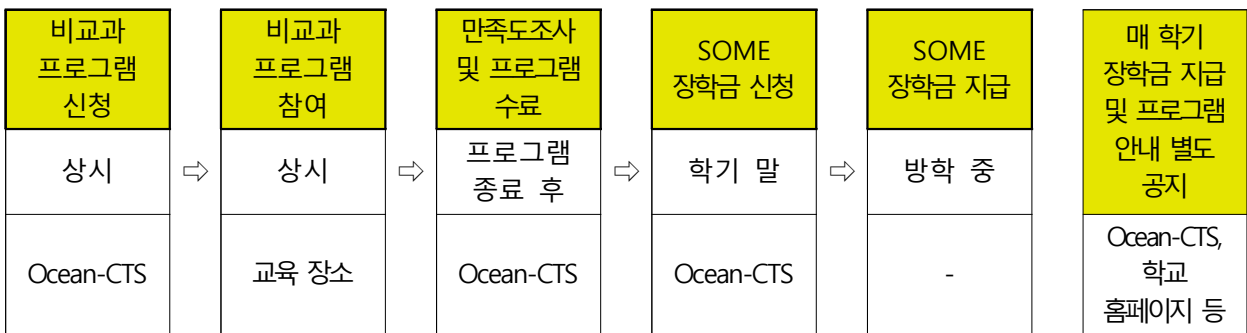 비교과
프로그램
신청
상시
Ocean-CTS
⇨
비교과
프로그램
참여
상시
교육 장소
⇨
만족도조사
및 프로그램
수료
프로그램
종료 후
Ocean-CTS
⇨
SOME
장학금 신청
학기 말
Ocean-CTS
⇨
SOME
장학금 지급
방학 중
-
매 학기
장학금 지급
및 프로그램
안내 별도
공지
Ocean-CTS,
학교
홈페이지 등